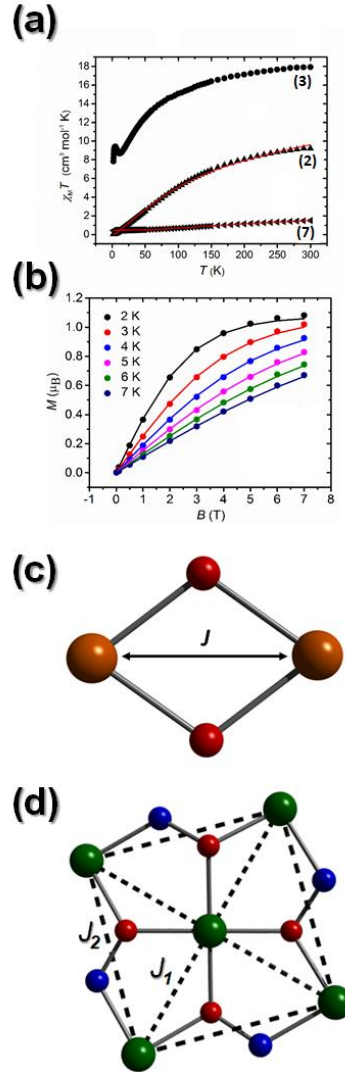 (a)
χMT (cm³ mol⁻¹ K)
18
16
14
12
10
8
6
4
2
0
(3)
(2)
(7)
0 50 100 150 200 250 300
T (K)
(b)
M (μB)
1.2
1.0
0.8
0.6
0.4
0.2
0.0
2 K
3 K
4 K
5 K
6 K
7 K
-1 0 1 2 3 4 5 6 7 8
B (T)
(c)
J
(d)
J2
J1